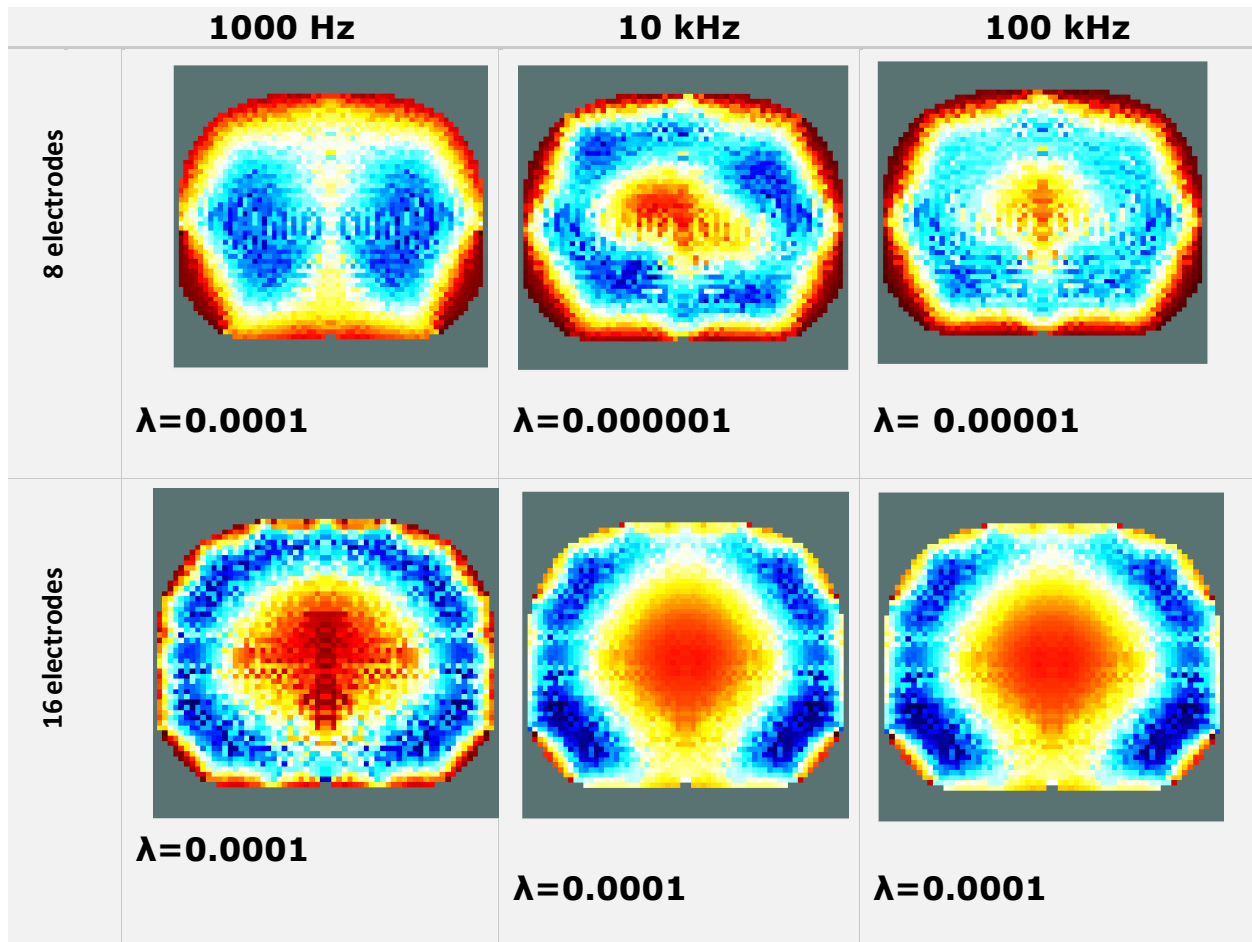 1000 Hz 10 kHz 100 kHz
8 electrodes
λ=0.0001 λ=0.000001 λ= 0.00001
16 electrodes
λ=0.0001
λ=0.0001 λ=0.0001